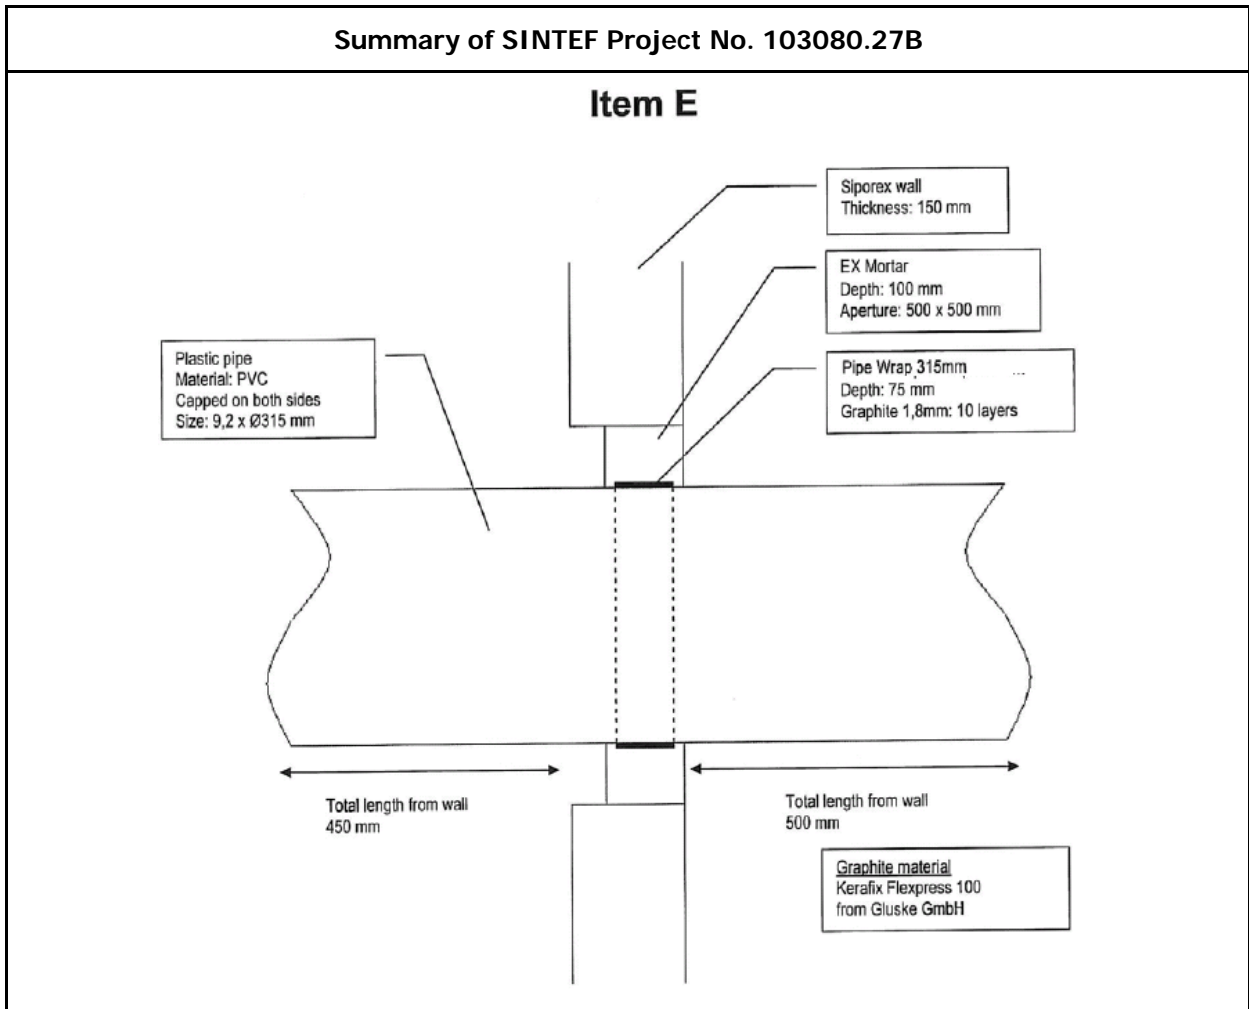 Summary of SINTEF Project No. 103080.27B
Item E
Siporex wall
Thickness: 150 mm
EX Mortar
Depth: 100 mm
Aperture: 500 x 500 mm
Plastic pipe
Material: PVC
Capped on both sides
Size: 9,2 x Ø315 mm
Pipe Wrap 315mm
Depth: 75 mm
Graphite 1,8mm: 10 layers
Total length from wall
450 mm
Total length from wall
500 mm
Graphite material
Kerafix Flexpress 100
from Gluske GmbH